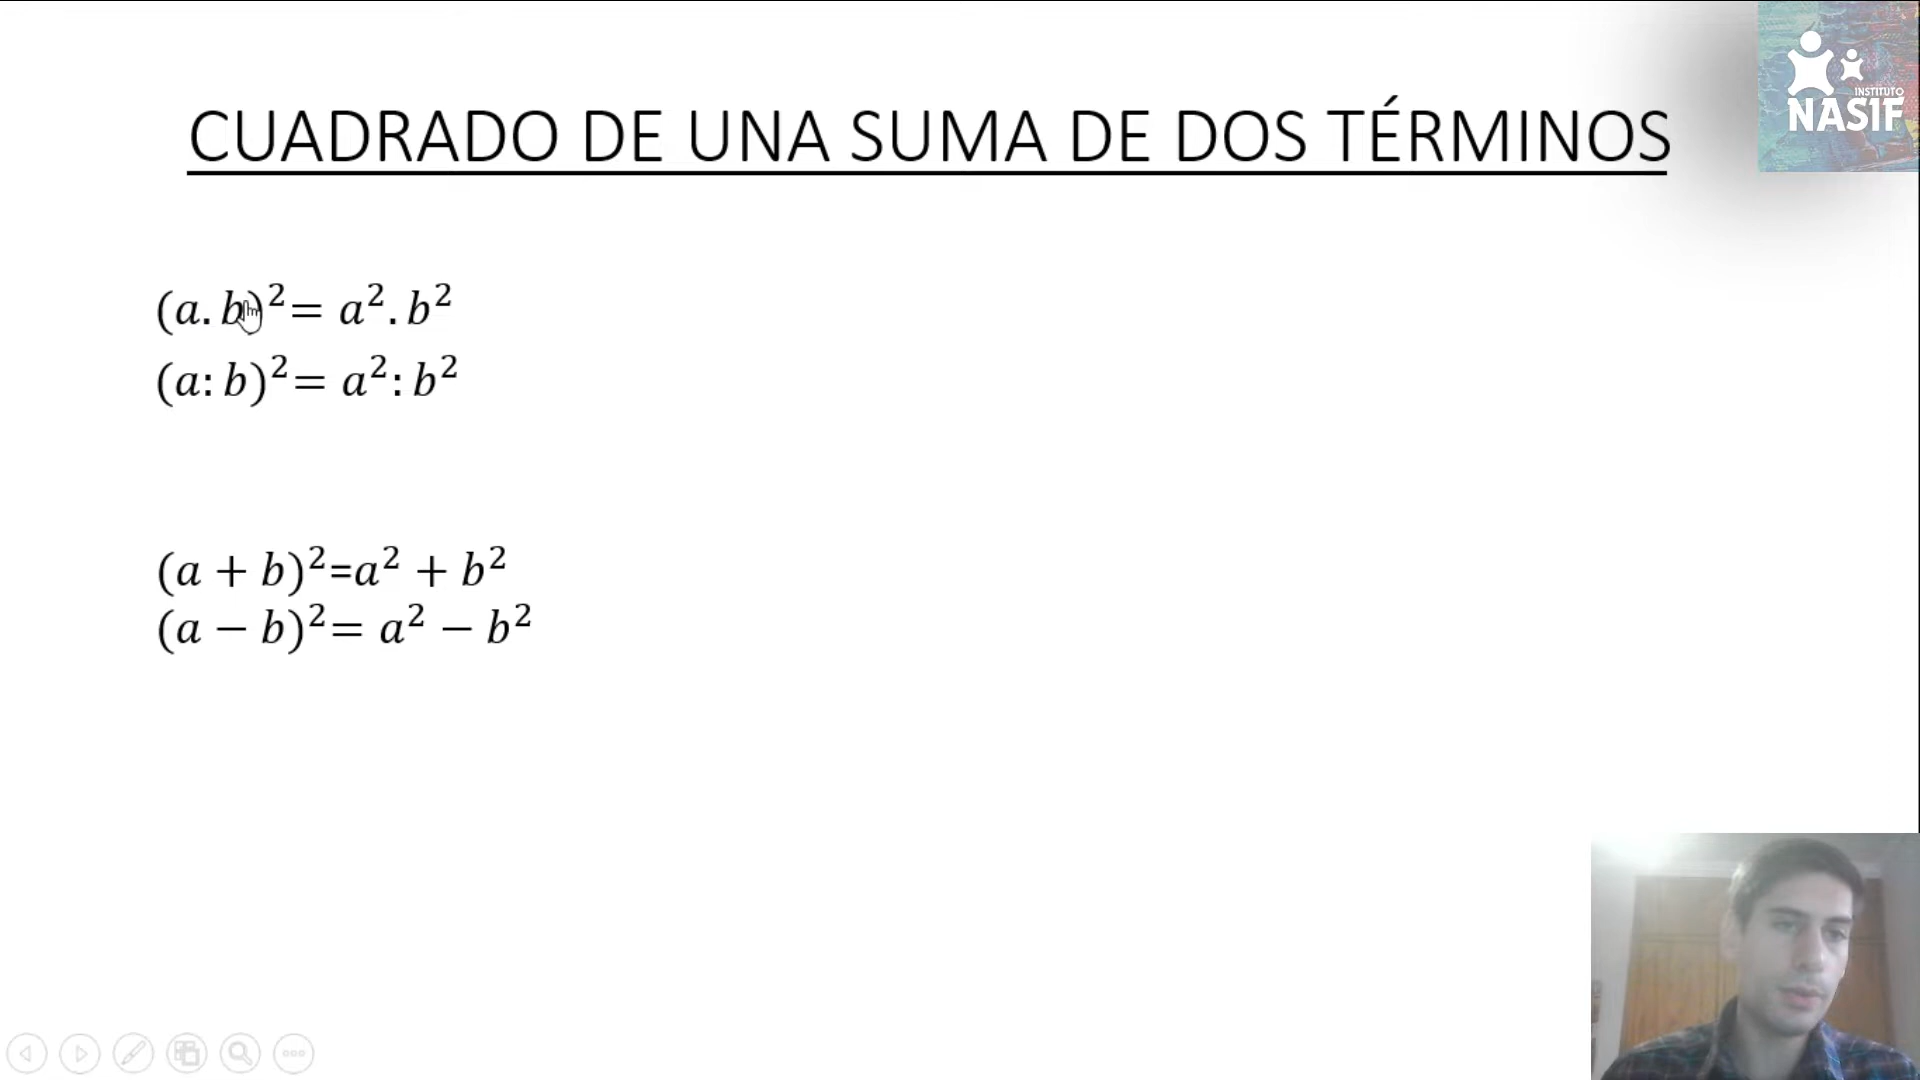 CUADRADO DE UNA SUMA DE DOS TÉRMINOS
INSTITUTO
NASIF
(a. b)²= a². b²
(a: b)²= a²: b²
(a + b)²=a² + b²
(a − b)²= a² − b²